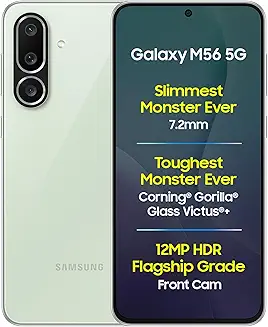 Galaxy M56 5G
Slimmest
Monster Ever
7.2mm
Toughest
Monster Ever
Corning® Gorilla®
Glass Victus®+
12MP HDR
Flagship Grade
Front Cam
SAMSUNG